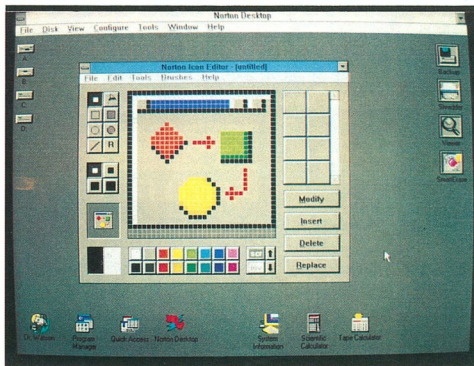 Norton Desktop
File Disk View Configure Tools Window Help
Norton Icon Editor - [untitled]
File Edit Tools Brushes Help
A:
B:
C:
D:
R
Backup
Viewer
SmartErase
Modify
Insert
Delete
Replace
Dr. Watson
Program Manager
Quick Access
Norton Desktop
System Information
Scientific Calculator
Tape Calculator